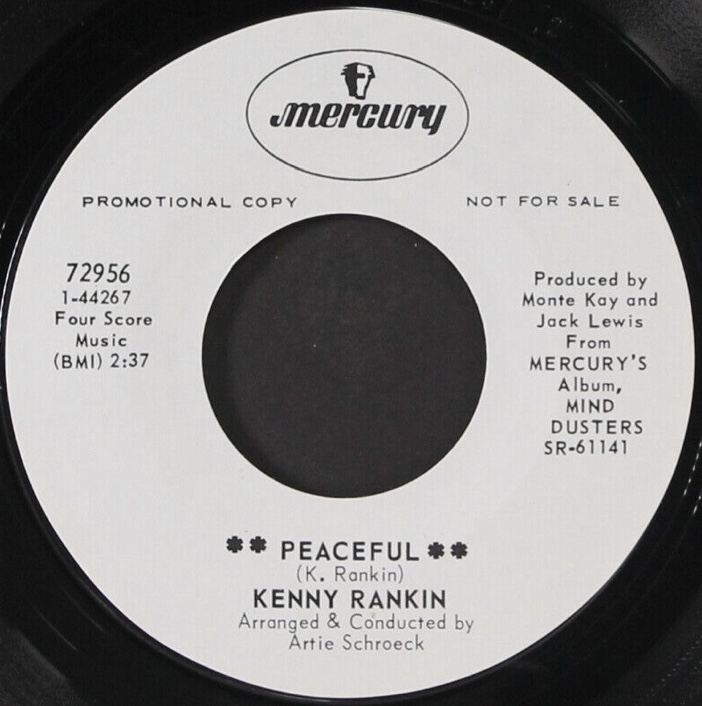 mercury
PROMOTIONAL COPY
NOT FOR SALE
72956
1-44267
Four Score
Music
(BMI) 2:37
Produced by
Monte Kay and
Jack Lewis
From
MERCURY'S
Album,
MIND
DUSTERS
SR-61141
** PEACEFUL **
(K. Rankin)
KENNY RANKIN
Arranged & Conducted by
Artie Schroeck